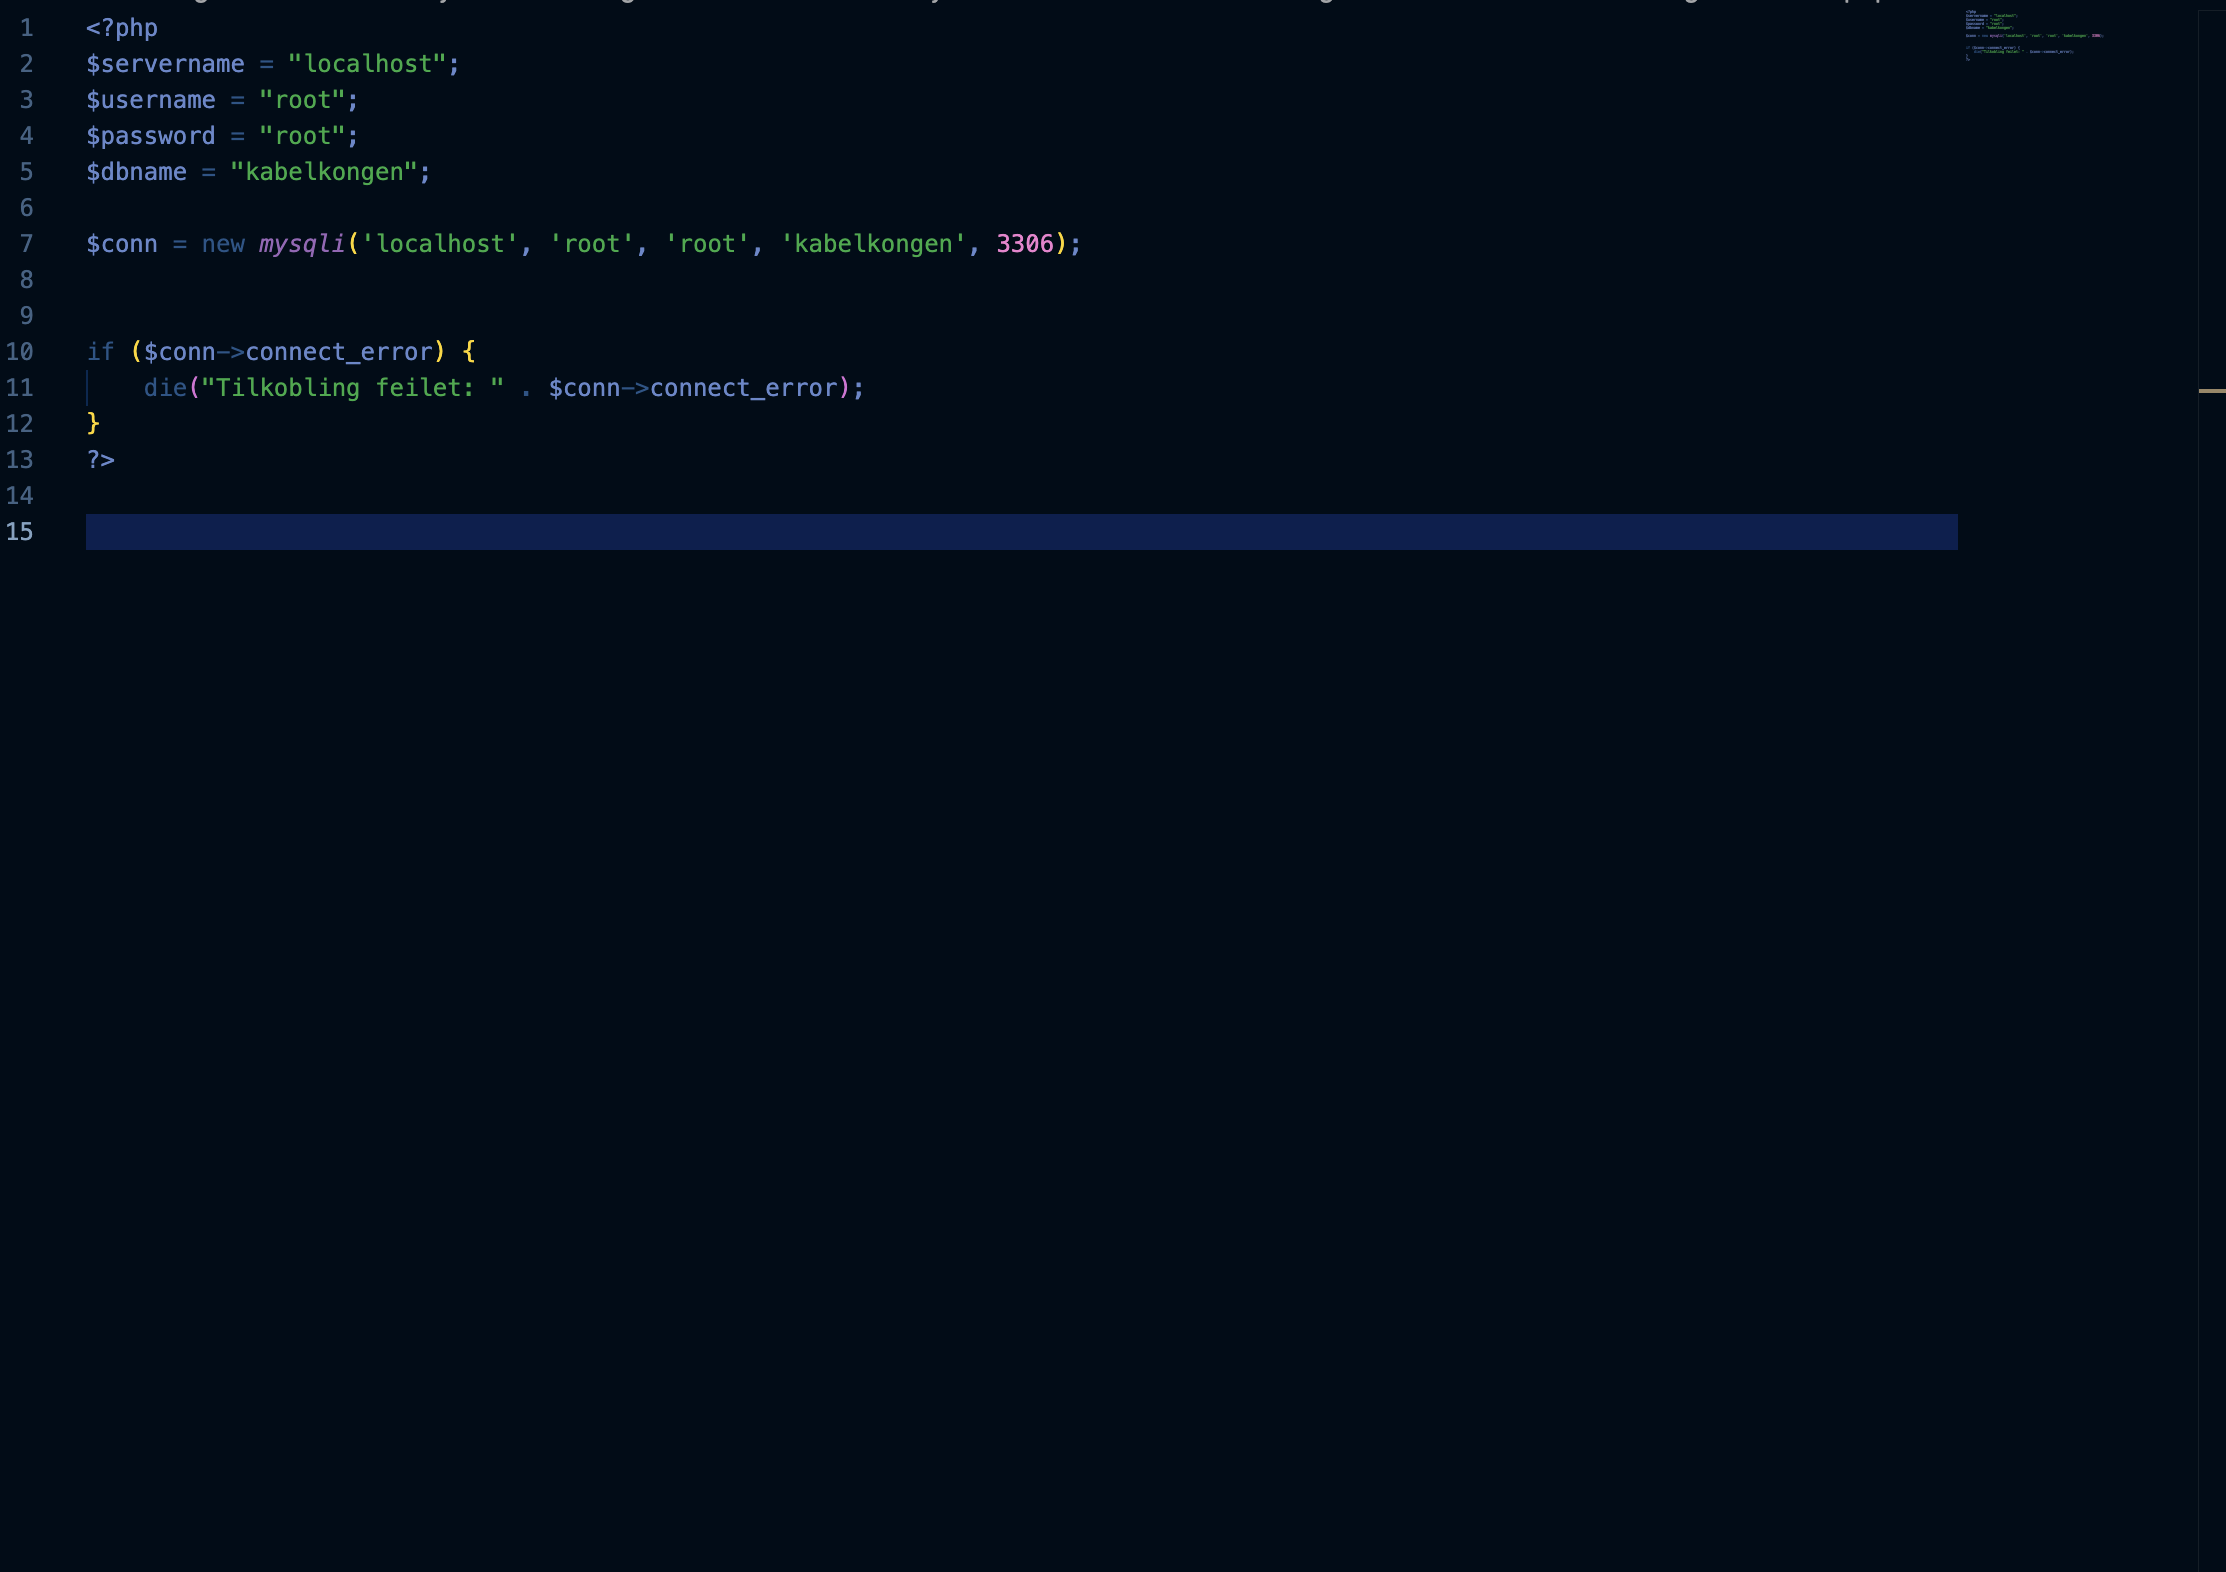 1 <?php
2 $servername = "localhost";
3 $username = "root";
4 $password = "root";
5 $dbname = "kabelkongen";
6
7 $conn = new mysqli('localhost', 'root', 'root', 'kabelkongen', 3306);
8
9
10 if ($conn->connect_error) {
11     die("Tilkobling feilet: " . $conn->connect_error);
12 }
13 ?>
14
15